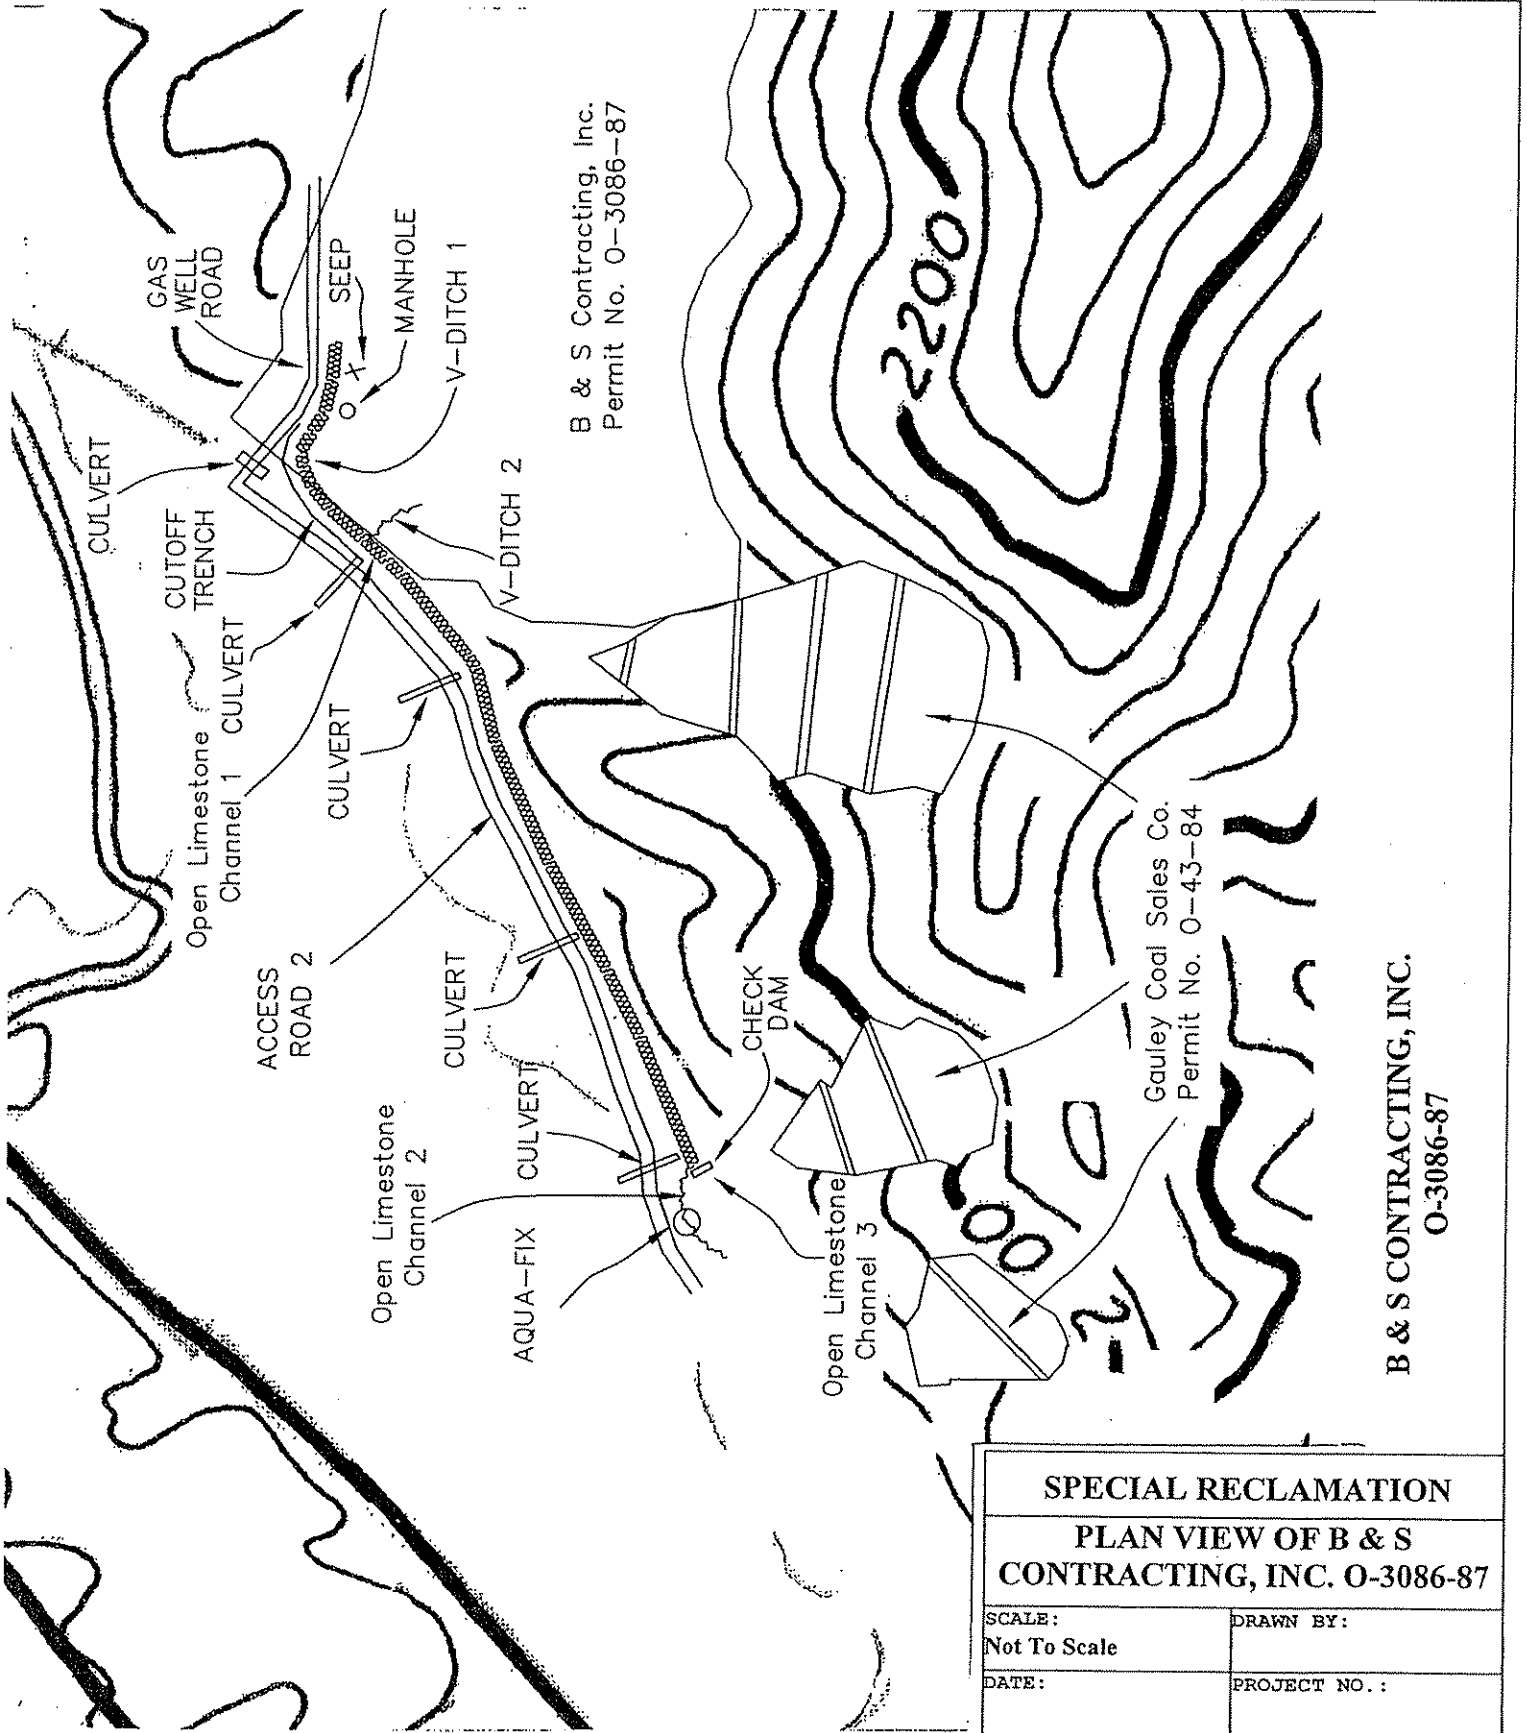 GAS
WELL
ROAD
SEEP
MANHOLE
V-DITCH 1
B & S Contracting, Inc.
Permit No. O-3086-87
2200
CULVERT
CUTOFF
TRENCH
V-DITCH 2
CULVERT
Open Limestone
Channel 1
CULVERT
ACCESS
ROAD 2
CULVERT
CHECK
DAM
Gauley Coal Sales Co.
Permit No. O-43-84
Open Limestone
Channel 2
CULVERT
AQUA-FIX
Open Limestone
Channel 3
B & S CONTRACTING, INC.
O-3086-87
SPECIAL RECLAMATION
PLAN VIEW OF B & S
CONTRACTING, INC. O-3086-87
SCALE:
Not To Scale
DRAWN BY:
DATE:
PROJECT NO.: